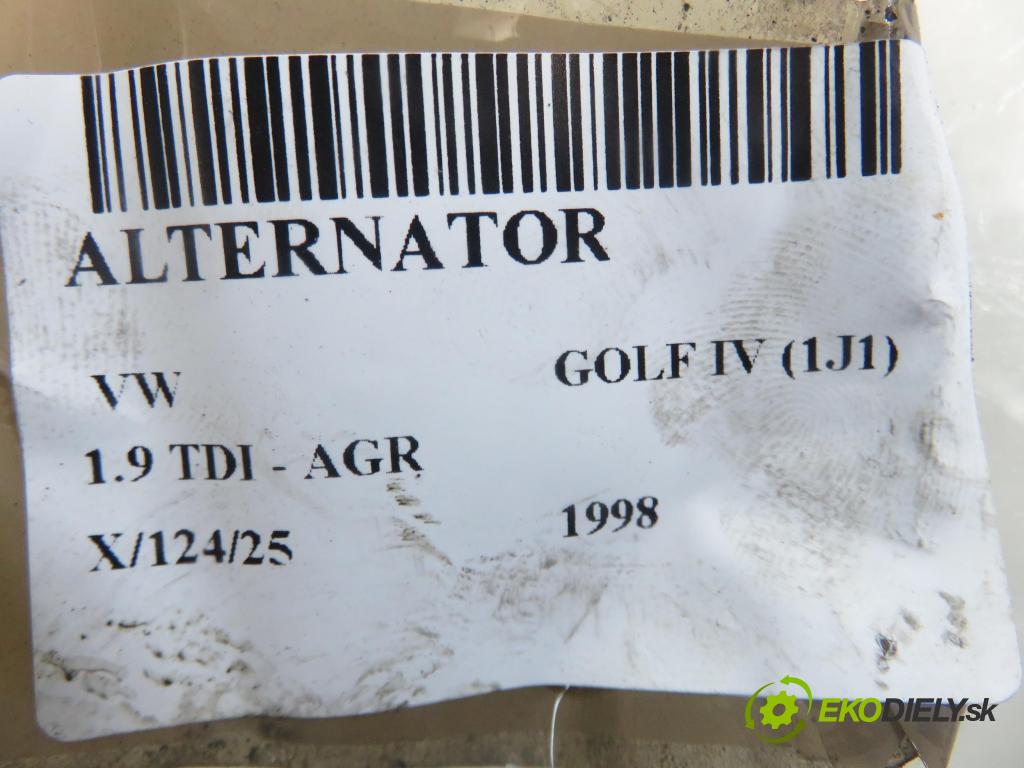 ALTERNATOR
VW GOLF IV (1J1)
1.9 TDI - AGR
X/124/25 1998
EKODIELY.sk